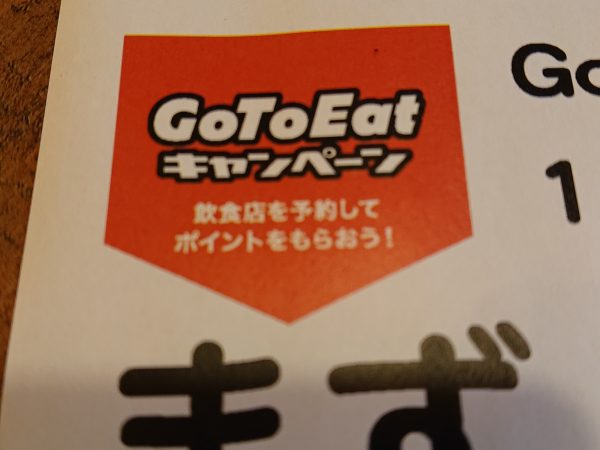 GoToEat
キャンペーン
飲食店を予約して
ポイントをもらおう！
Go
1
まず